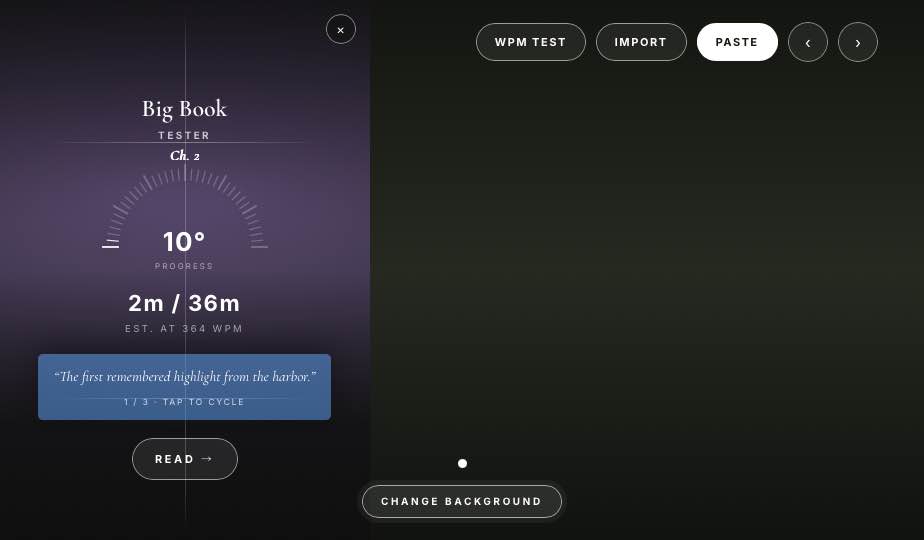 ×
WPM TEST
IMPORT
PASTE
‹
›
Big Book
TESTER
Ch. 2
10°
PROGRESS
2m / 36m
EST. AT 364 WPM
“The first remembered highlight from the harbor.”
1 / 3 · TAP TO CYCLE
READ →
CHANGE BACKGROUND